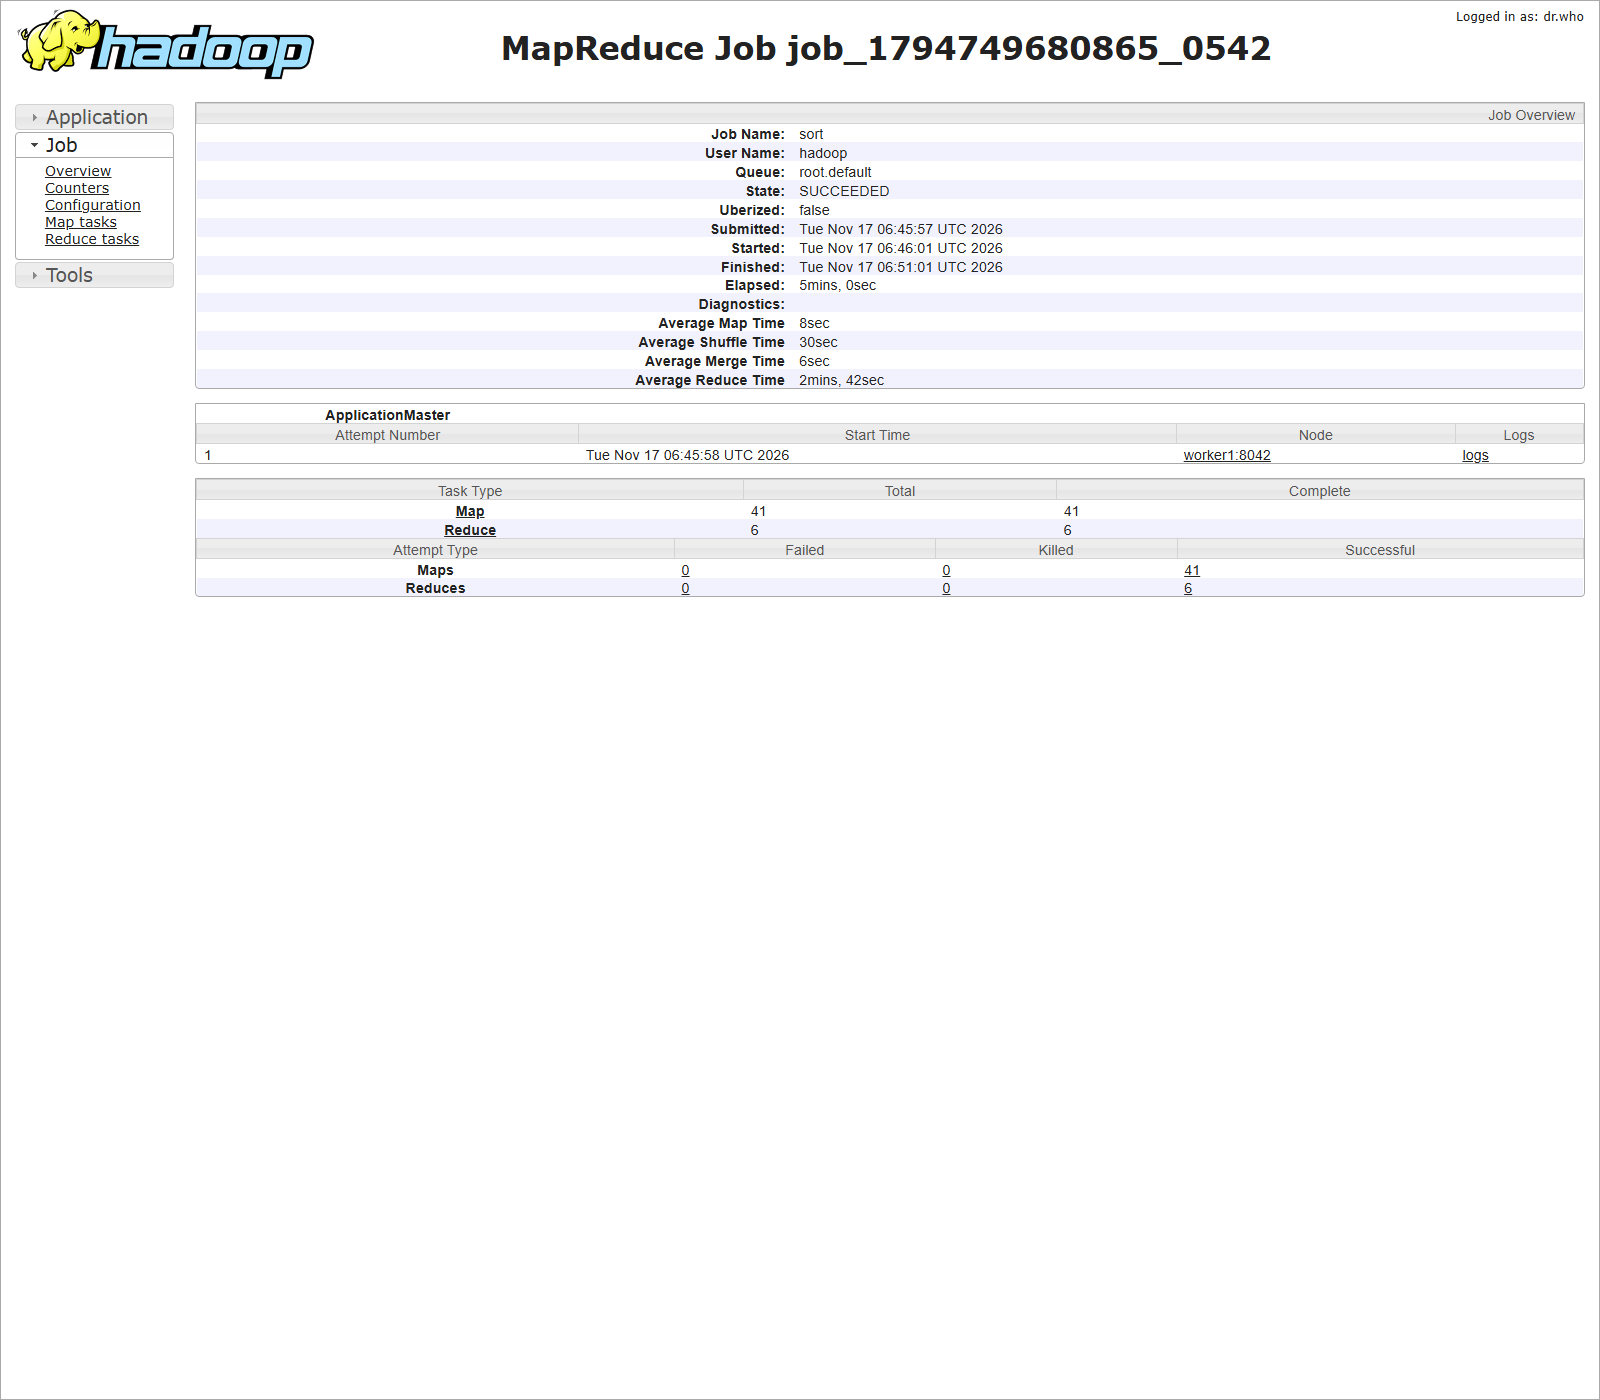 Logged in as: dr.who
hadoop
MapReduce Job job_1794749680865_0542
Application
Job
Overview
Counters
Configuration
Map tasks
Reduce tasks
Tools
Job Overview
Job Name: sort
User Name: hadoop
Queue: root.default
State: SUCCEEDED
Uberized: false
Submitted: Tue Nov 17 06:45:57 UTC 2026
Started: Tue Nov 17 06:46:01 UTC 2026
Finished: Tue Nov 17 06:51:01 UTC 2026
Elapsed: 5mins, 0sec
Diagnostics:
Average Map Time 8sec
Average Shuffle Time 30sec
Average Merge Time 6sec
Average Reduce Time 2mins, 42sec
ApplicationMaster
Attempt Number Start Time Node Logs
1 Tue Nov 17 06:45:58 UTC 2026 worker1:8042 logs
Task Type Total Complete
Map 41 41
Reduce 6 6
Attempt Type Failed Killed Successful
Maps 0 0 41
Reduces 0 0 6